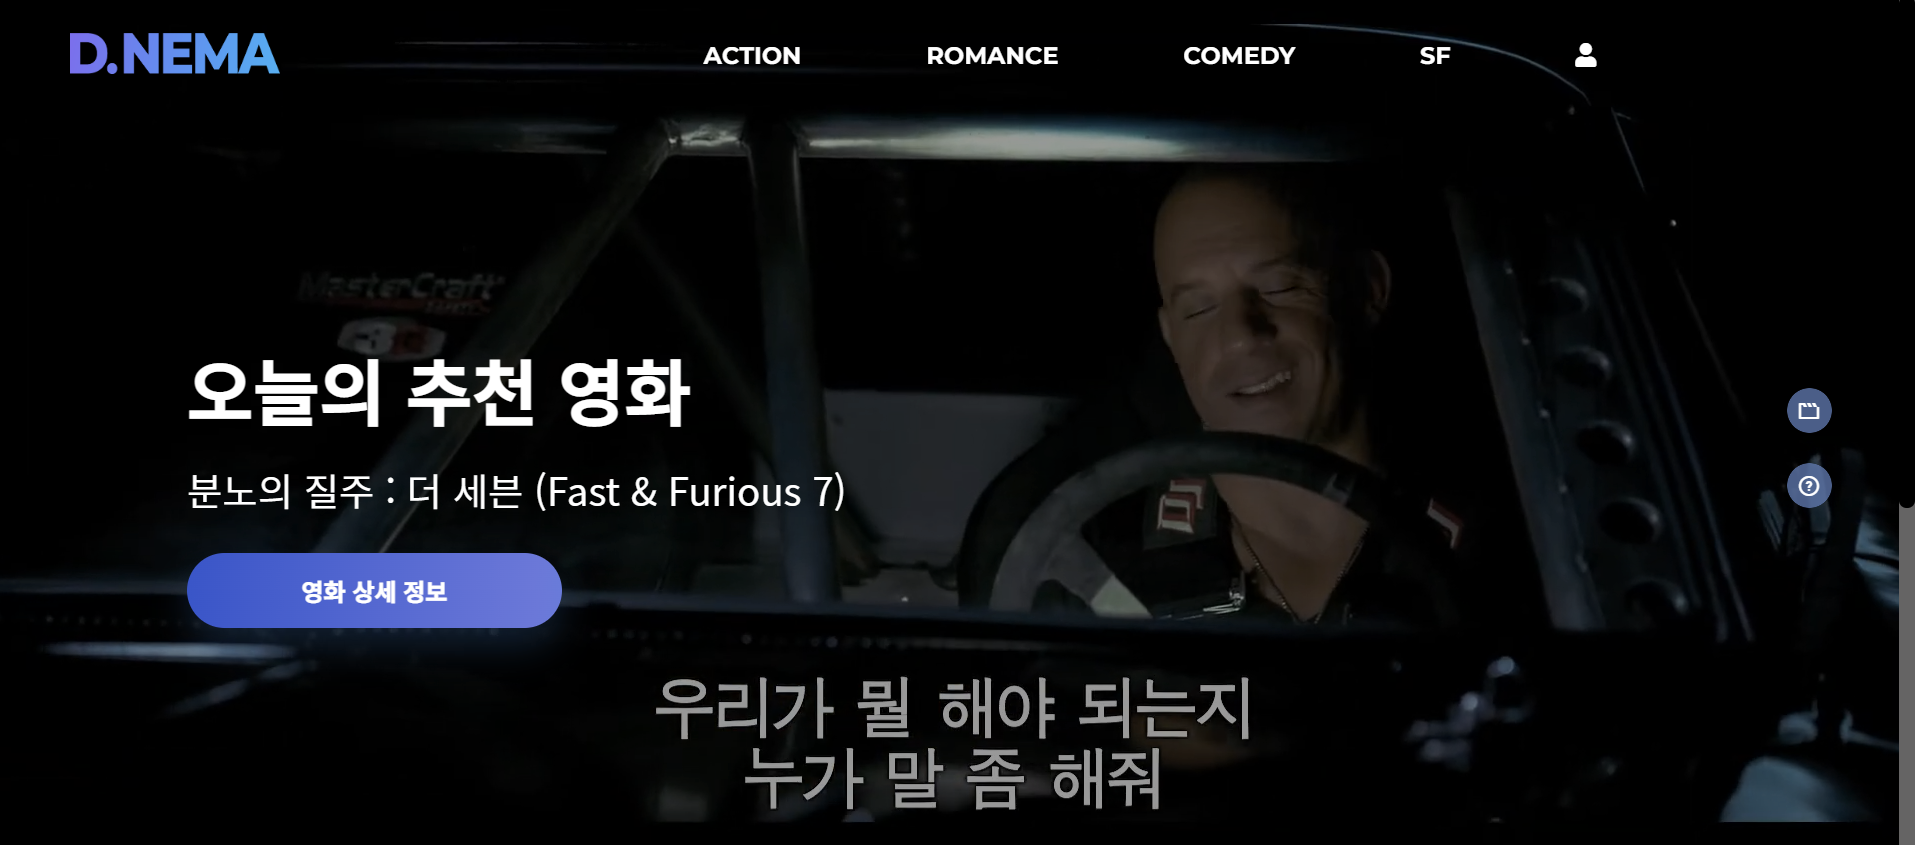 D.NEMA
ACTION
ROMANCE
COMEDY
SF
MasterCraft
오늘의 추천 영화
분노의 질주 : 더 세븐 (Fast & Furious 7)
영화 상세 정보
우리가 뭘 해야 되는지
누가 말 좀 해줘